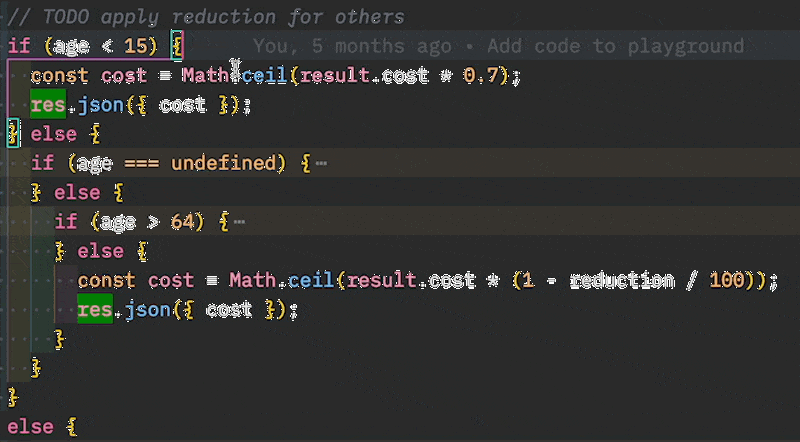 // TODO apply reduction for others
if (age < 15) { You, 5 months ago • Add code to playground
const cost = Math.ceil(result.cost * 0.7);
res.json({ cost });
} else {
if (age === undefined) { ⋯
} else {
if (age > 64) { ⋯
} else {
const cost = Math.ceil(result.cost * (1 - reduction / 100));
res.json({ cost });
}
}
}
else {